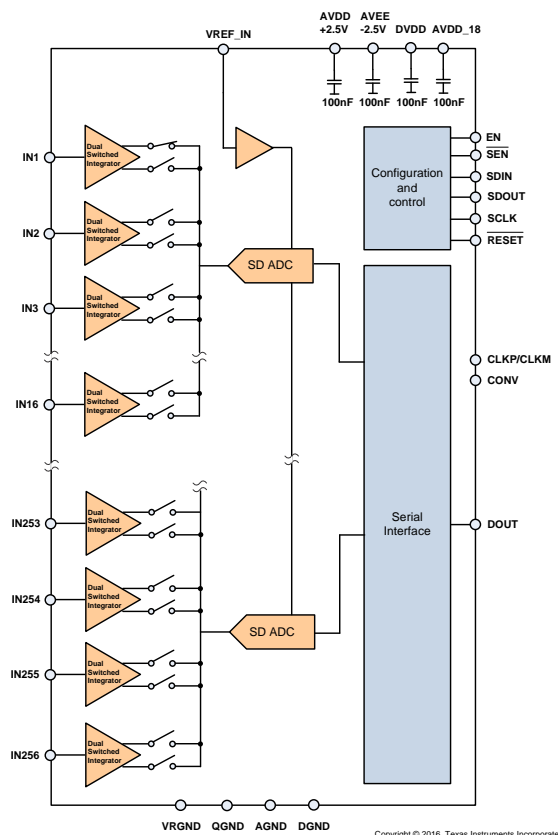 AVDD
+2.5V
AVEE
-2.5V
DVDD
AVDD_18
VREF_IN
100nF
100nF
100nF
100nF
EN
SEN
SDIN
SDOUT
SCLK
RESET
Configuration
and
control
IN1
Dual
Switched
Integrator
IN2
Dual
Switched
Integrator
SD ADC
IN3
Dual
Switched
Integrator
CLKP/CLKM
CONV
IN16
Dual
Switched
Integrator
IN253
Dual
Switched
Integrator
Serial
Interface
DOUT
IN254
Dual
Switched
Integrator
SD ADC
IN255
Dual
Switched
Integrator
IN256
Dual
Switched
Integrator
VRGND
QGND
AGND
DGND
Copyright © 2016, Texas Instruments Incorporate